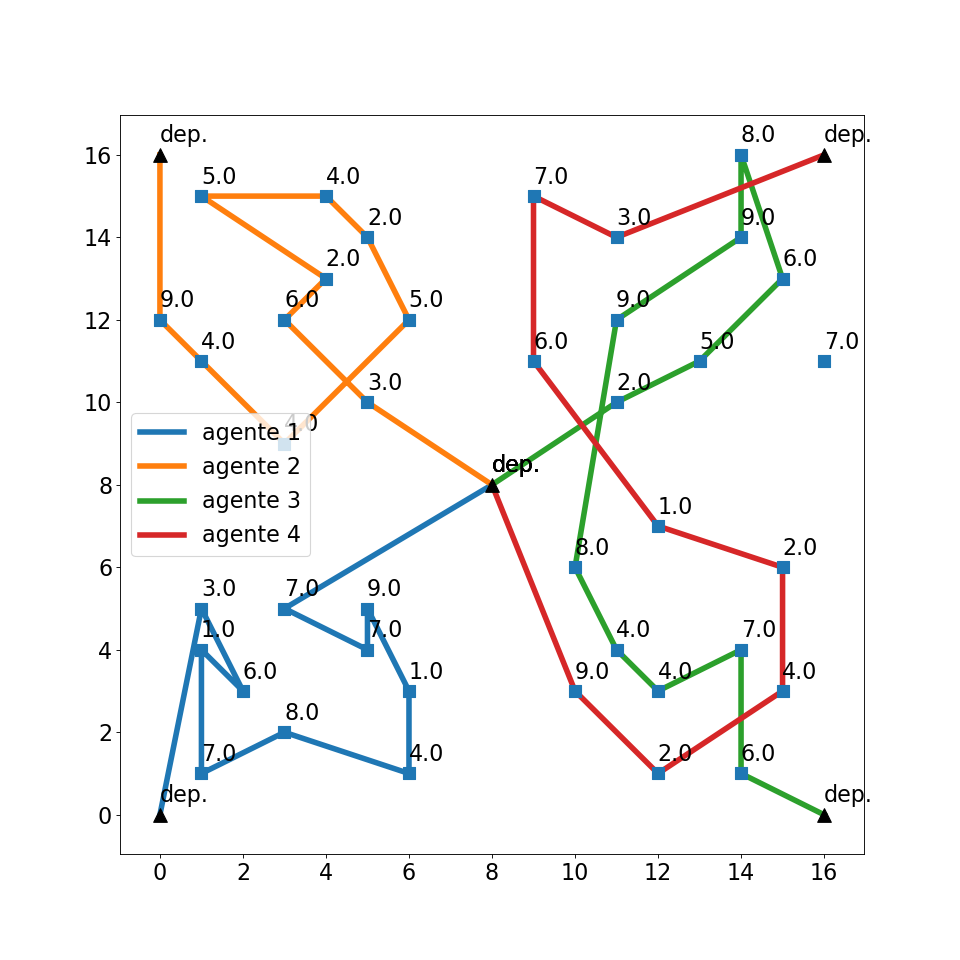 dep. 8.0 dep.
16
5.0 4.0 7.0
2.0 3.0 9.0
14
2.0 6.0
9.0 6.0 5.0 9.0
12
4.0 6.0 5.0 7.0
3.0 2.0
10
4.0
agente 1
dep.
agente 2
8
agente 3
1.0
agente 4
8.0 2.0
6
3.0 7.0 9.0
1.0 7.0 4.0 7.0
4
6.0 1.0 9.0 4.0 4.0
8.0
2
7.0 4.0 2.0 6.0
dep. dep.
0
0 2 4 6 8 10 12 14 16